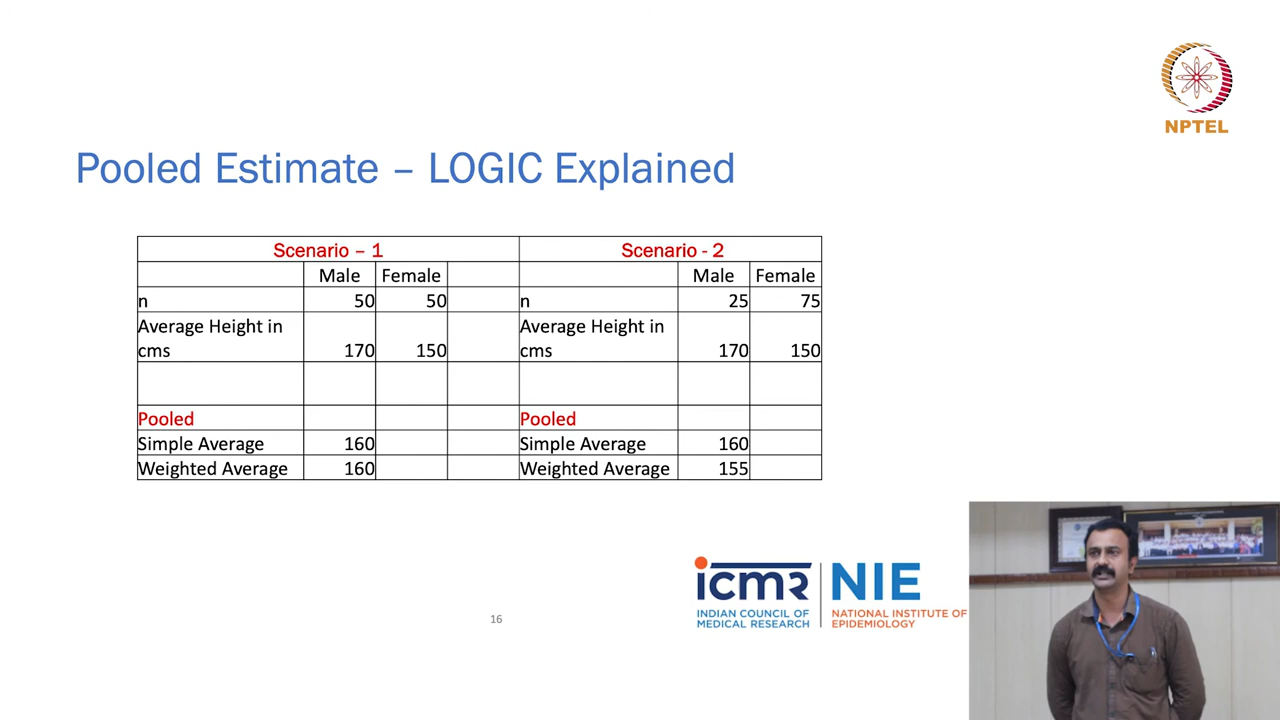 NPTEL
Pooled Estimate – LOGIC Explained
Scenario – 1 Scenario - 2
Male Female Male Female
n 50 50 n 25 75
Average Height in Average Height in
cms 170 150 cms 170 150
Pooled Pooled
Simple Average 160 Simple Average 160
Weighted Average 160 Weighted Average 155
icmr NIE
INDIAN COUNCIL OF NATIONAL INSTITUTE OF
MEDICAL RESEARCH EPIDEMIOLOGY
16